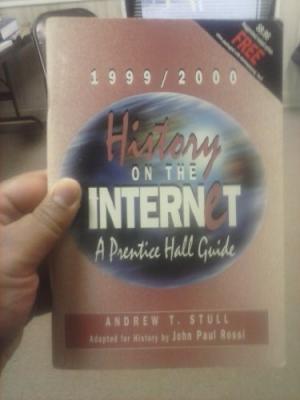 FREE
1999/2000
History
ON THE
INTERNeT
A Prentice Hall Guide
ANDREW T. STULL
Adapted for History by John Paul Rossi